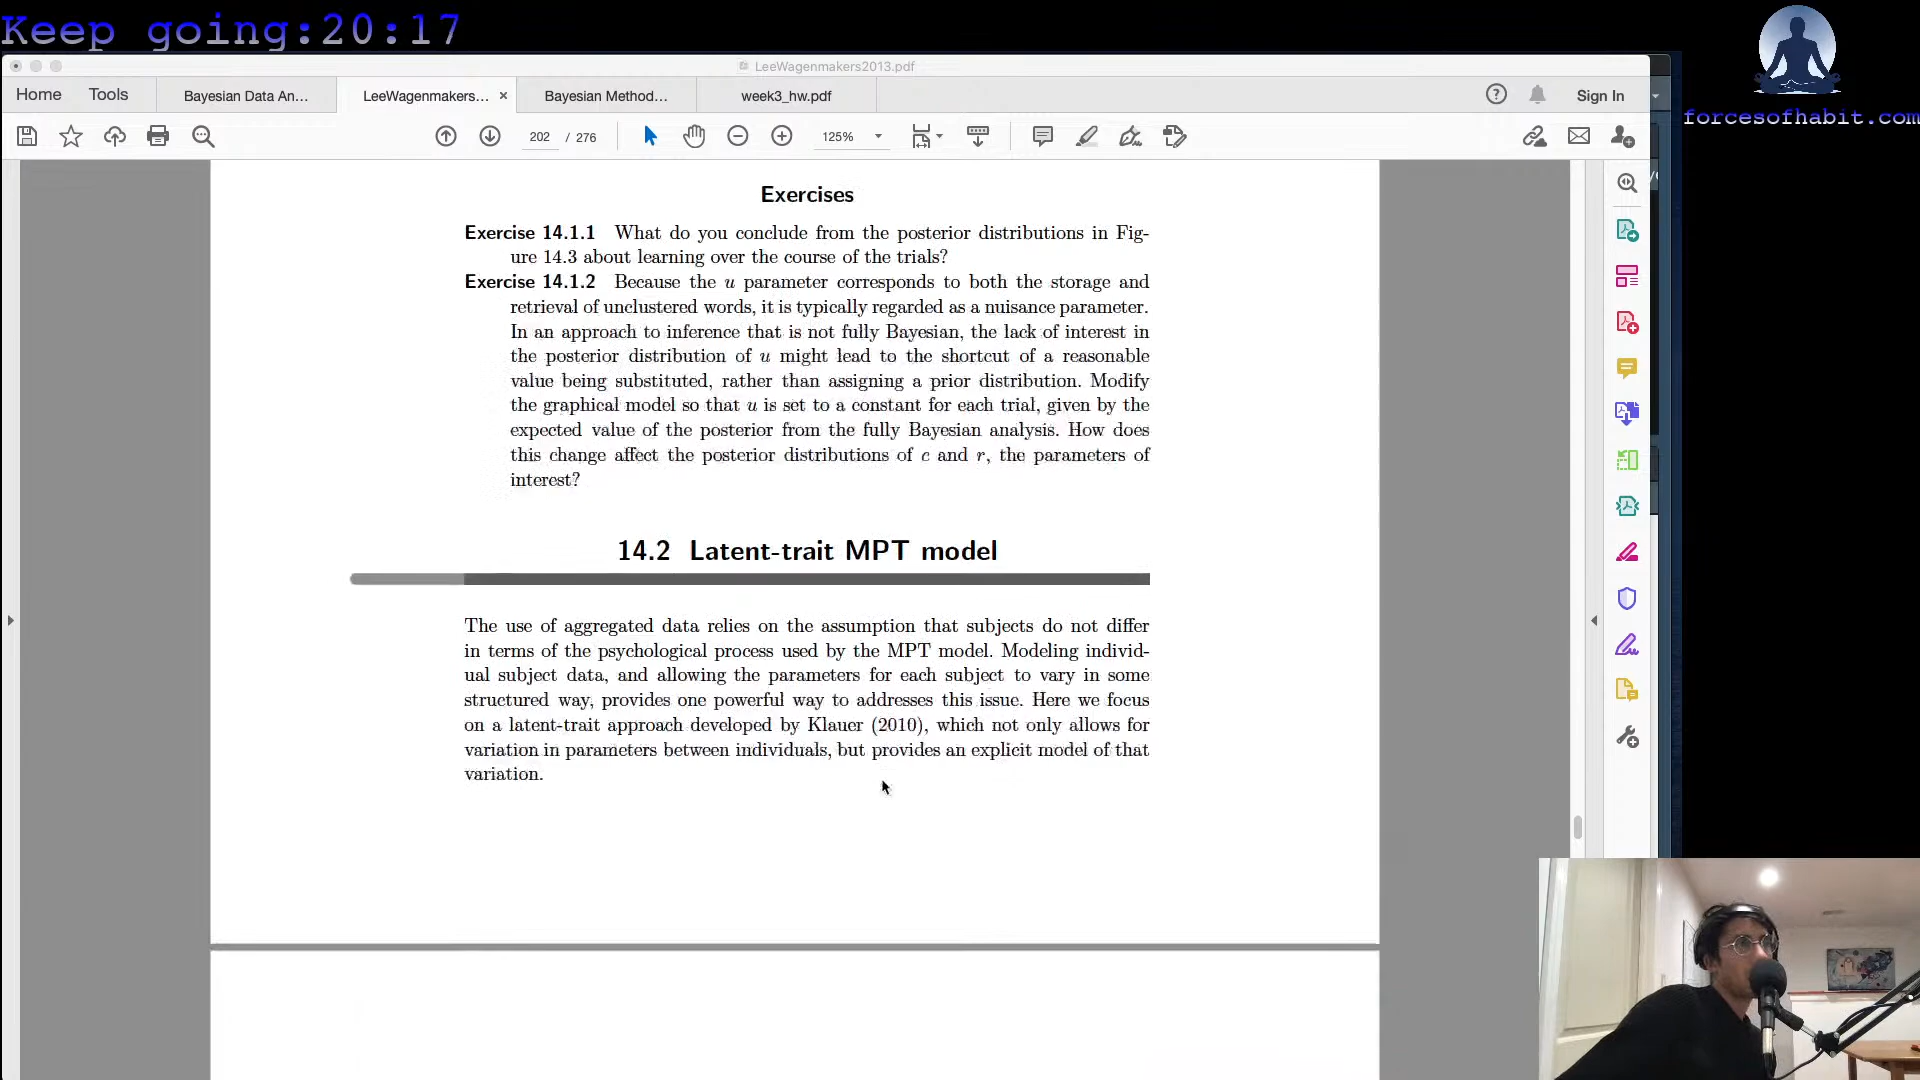 Keep going:20:17
forcesofhabit.com
LeeWagenmakers2013.pdf
Home Tools Bayesian Data An... LeeWagenmakers... × Bayesian Method... week3_hw.pdf Sign In
202 / 276 125%
Exercises
Exercise 14.1.1 What do you conclude from the posterior distributions in Fig-
ure 14.3 about learning over the course of the trials?
Exercise 14.1.2 Because the u parameter corresponds to both the storage and
retrieval of unclustered words, it is typically regarded as a nuisance parameter.
In an approach to inference that is not fully Bayesian, the lack of interest in
the posterior distribution of u might lead to the shortcut of a reasonable
value being substituted, rather than assigning a prior distribution. Modify
the graphical model so that u is set to a constant for each trial, given by the
expected value of the posterior from the fully Bayesian analysis. How does
this change affect the posterior distributions of c and r, the parameters of
interest?
14.2 Latent-trait MPT model
The use of aggregated data relies on the assumption that subjects do not differ
in terms of the psychological process used by the MPT model. Modeling individ-
ual subject data, and allowing the parameters for each subject to vary in some
structured way, provides one powerful way to addresses this issue. Here we focus
on a latent-trait approach developed by Klauer (2010), which not only allows for
variation in parameters between individuals, but provides an explicit model of that
variation.